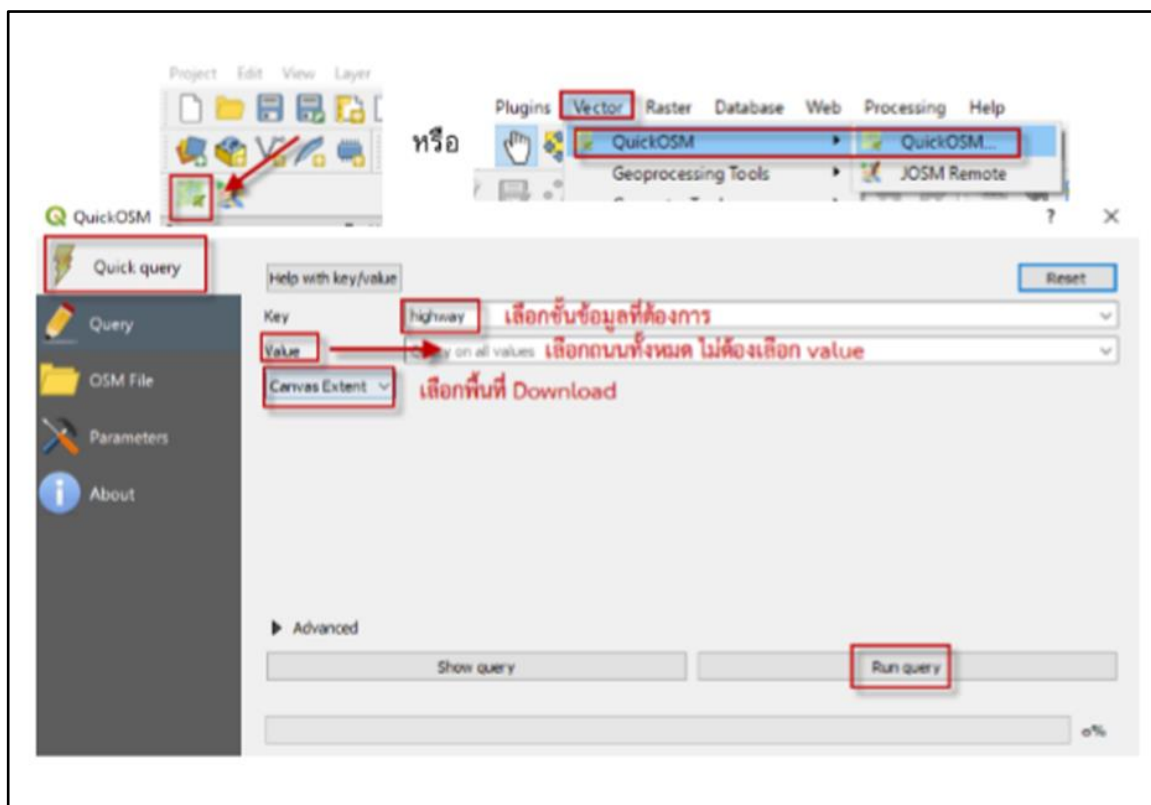 Project Edit View Layer
หรือ
Plugins Vector Raster Database Web Processing Help
QuickOSM QuickOSM...
Geoprocessing Tools JOSM Remote
QuickOSM ? ×
Quick query
Query
OSM File
Parameters
About
Help with key/value Reset
Key highway เลือกชั้นข้อมูลที่ต้องการ
Value on all values เลือกถนนทั้งหมด ไม่ต้องเลือก value
Canvas Extent เลือกพื้นที่ Download
Advanced
Show query Run query
0%